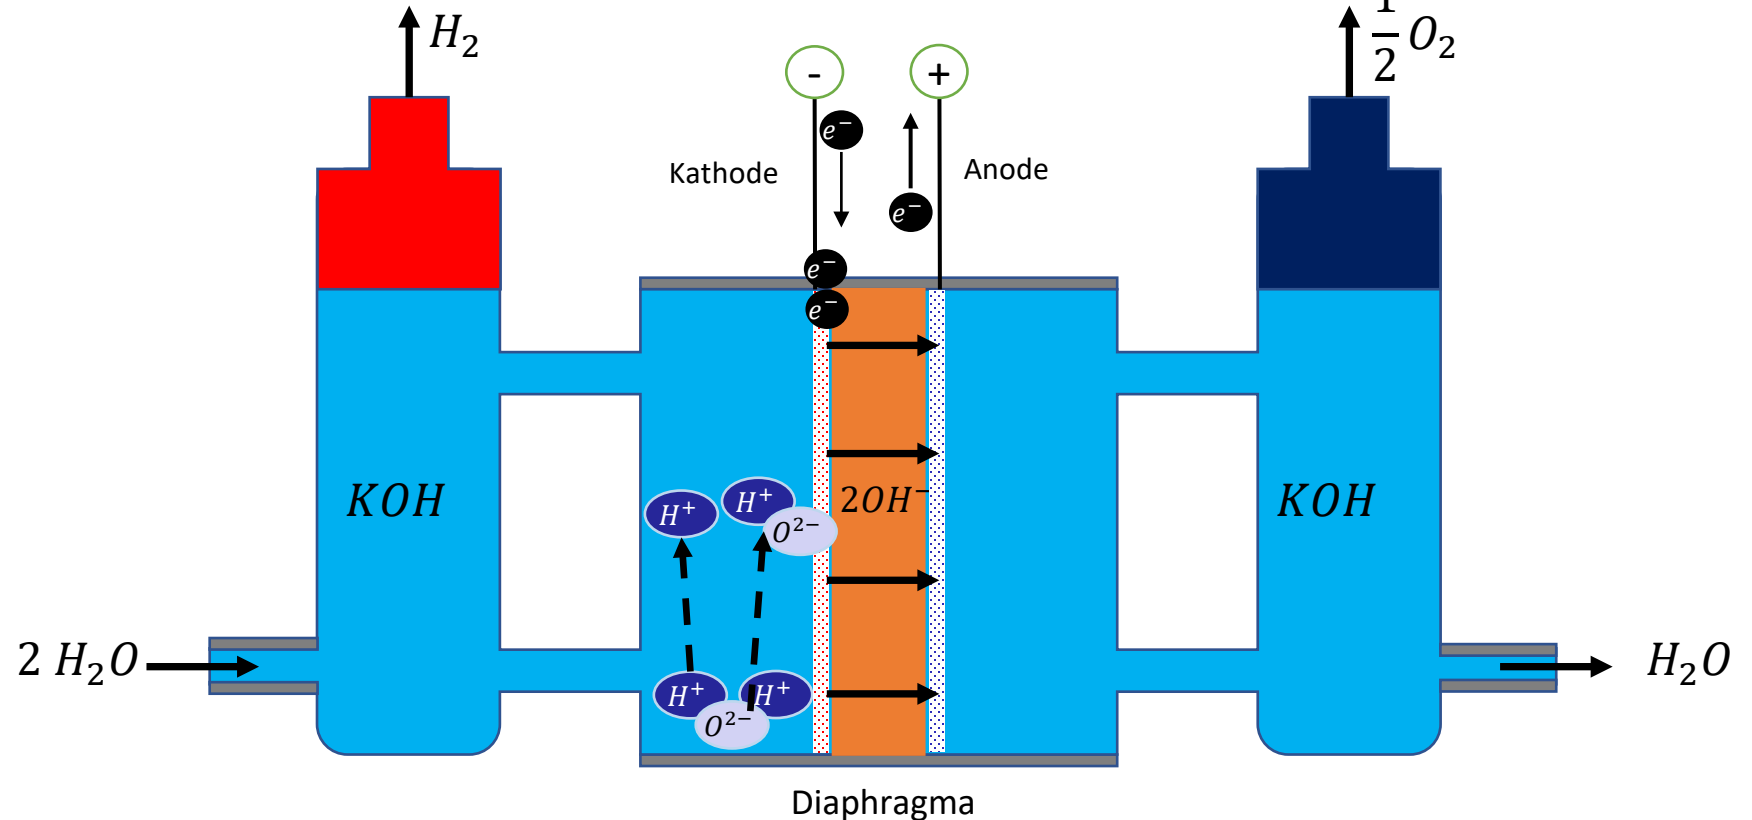 H₂
½ O₂
-
+
e⁻
e⁻
Kathode
Anode
e⁻
e⁻
KOH
2OH⁻
KOH
H⁺
H⁺
O²⁻
2 H₂O
H₂O
H⁺
H⁺
O²⁻
Diaphragma